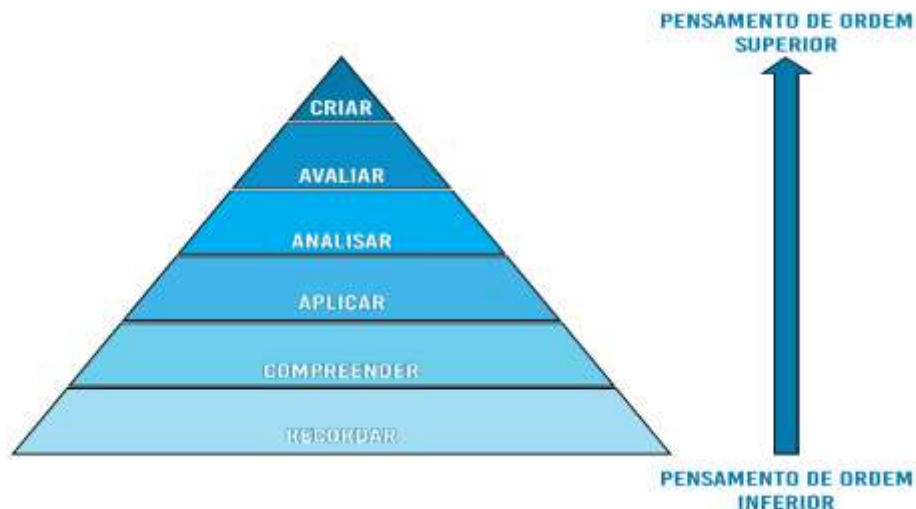 PENSAMENTO DE ORDEM
SUPERIOR
CRIAR
AVALIAR
ANALISAR
APLICAR
COMPREENDER
RECORDAR
PENSAMENTO DE ORDEM
INFERIOR